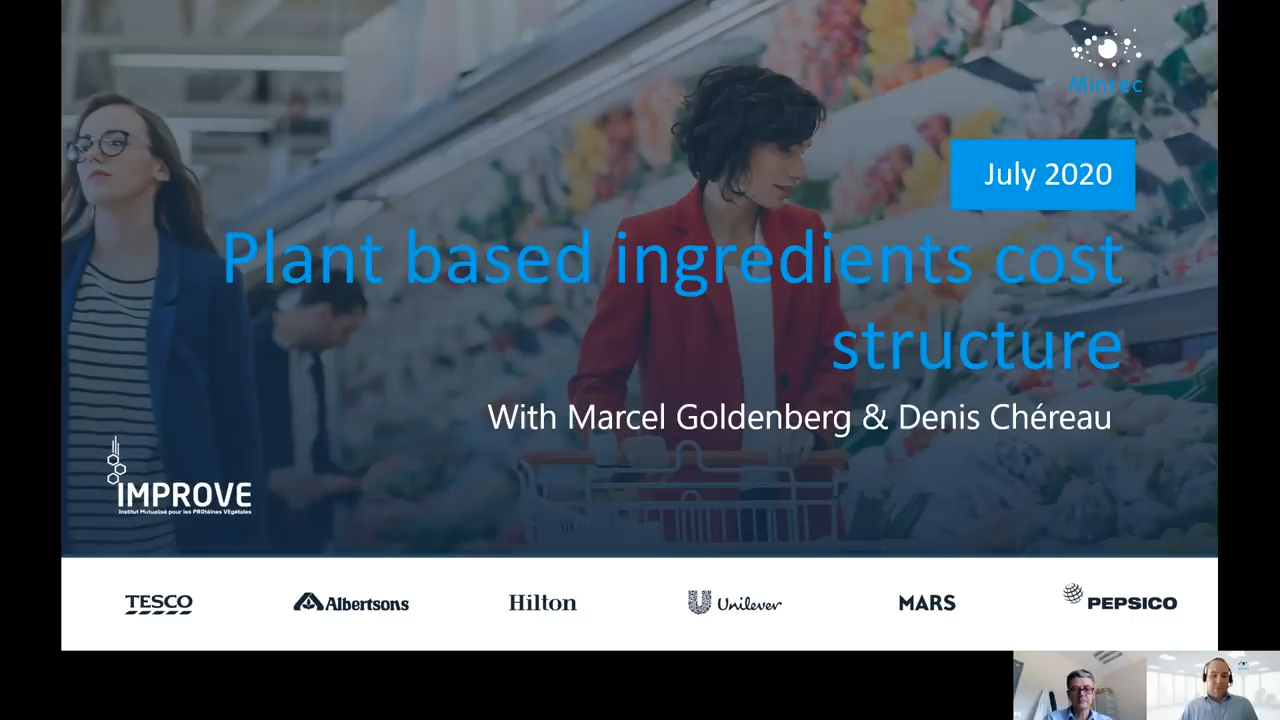 Mintec
July 2020
Plant based ingredients cost
structure
With Marcel Goldenberg & Denis Chéreau
IMPROVE
Institut Mutualisé pour les PROtéines VEgétales
TESCO
Albertsons
Hilton
Unilever
MARS
PEPSICO